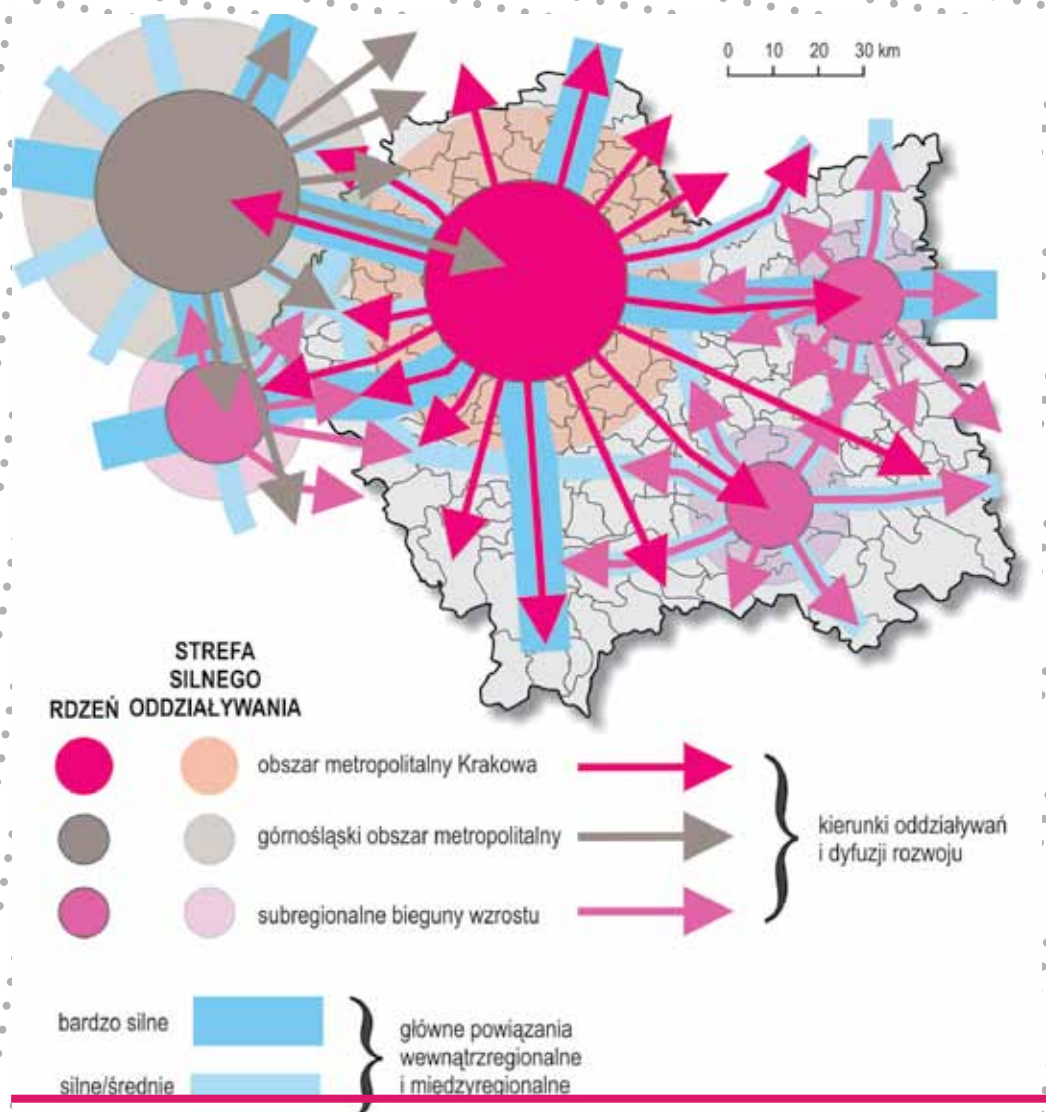 0 10 20 30 km
STREFA
SILNEGO
RDZEŃ ODDZIAŁYWANIA
obszar metropolitalny Krakowa
górnośląski obszar metropolitalny
subregionalne bieguny wzrostu
kierunki oddziaływań
i dyfuzji rozwoju
bardzo silne
silne/średnie
główne powiązania
wewnątrzregionalne
i międzyregionalne